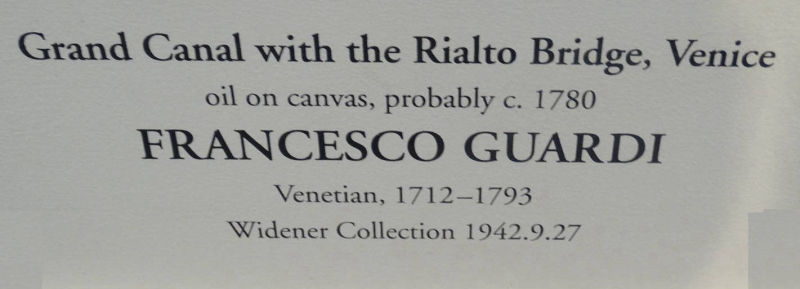 Grand Canal with the Rialto Bridge, Venice
oil on canvas, probably c. 1780
FRANCESCO GUARDI
Venetian, 1712–1793
Widener Collection 1942.9.27